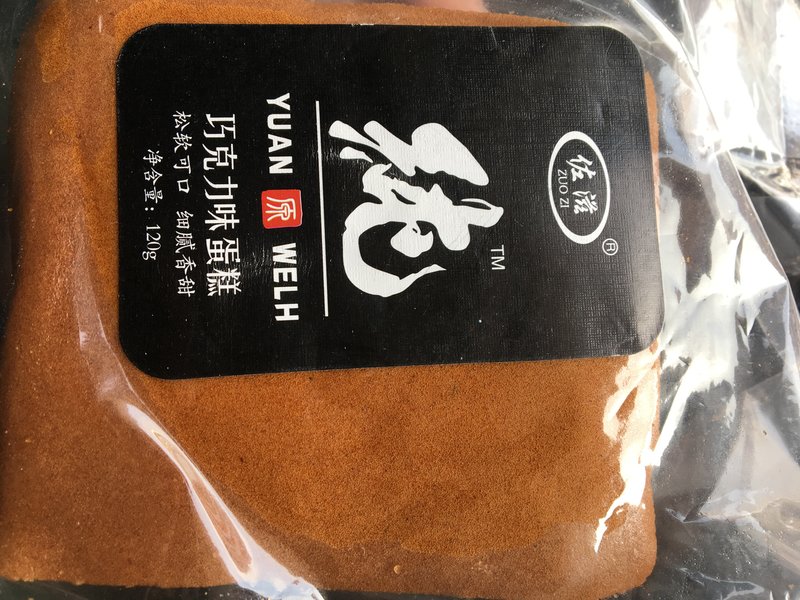 佐滋
ZUO ZI
®
TM
YUAN 原 WELH
巧克力味蛋糕
松软可口 细腻香甜
净含量：120g